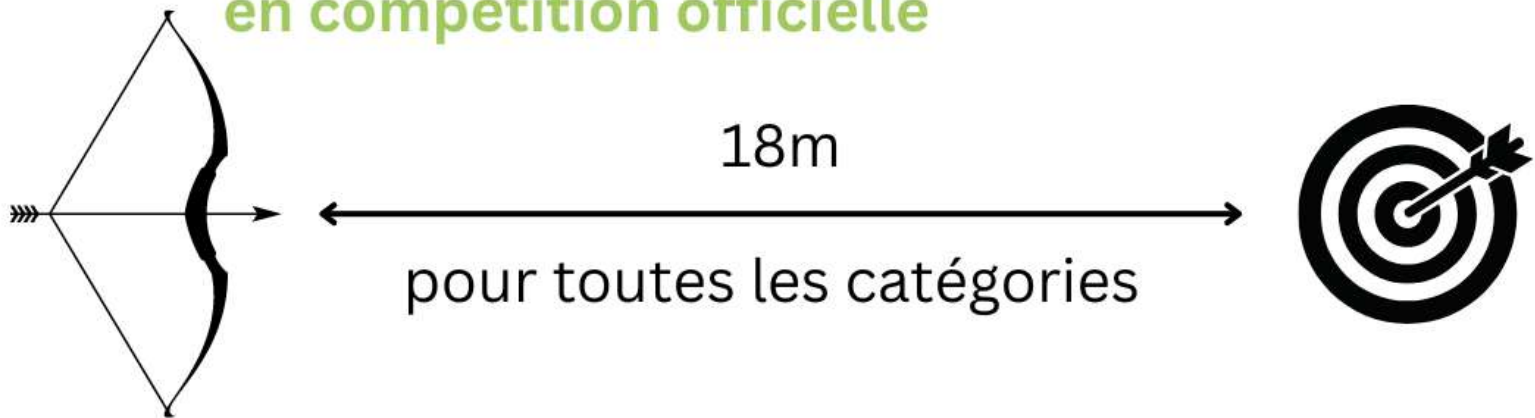 en compétition officielle
18m
pour toutes les catégories